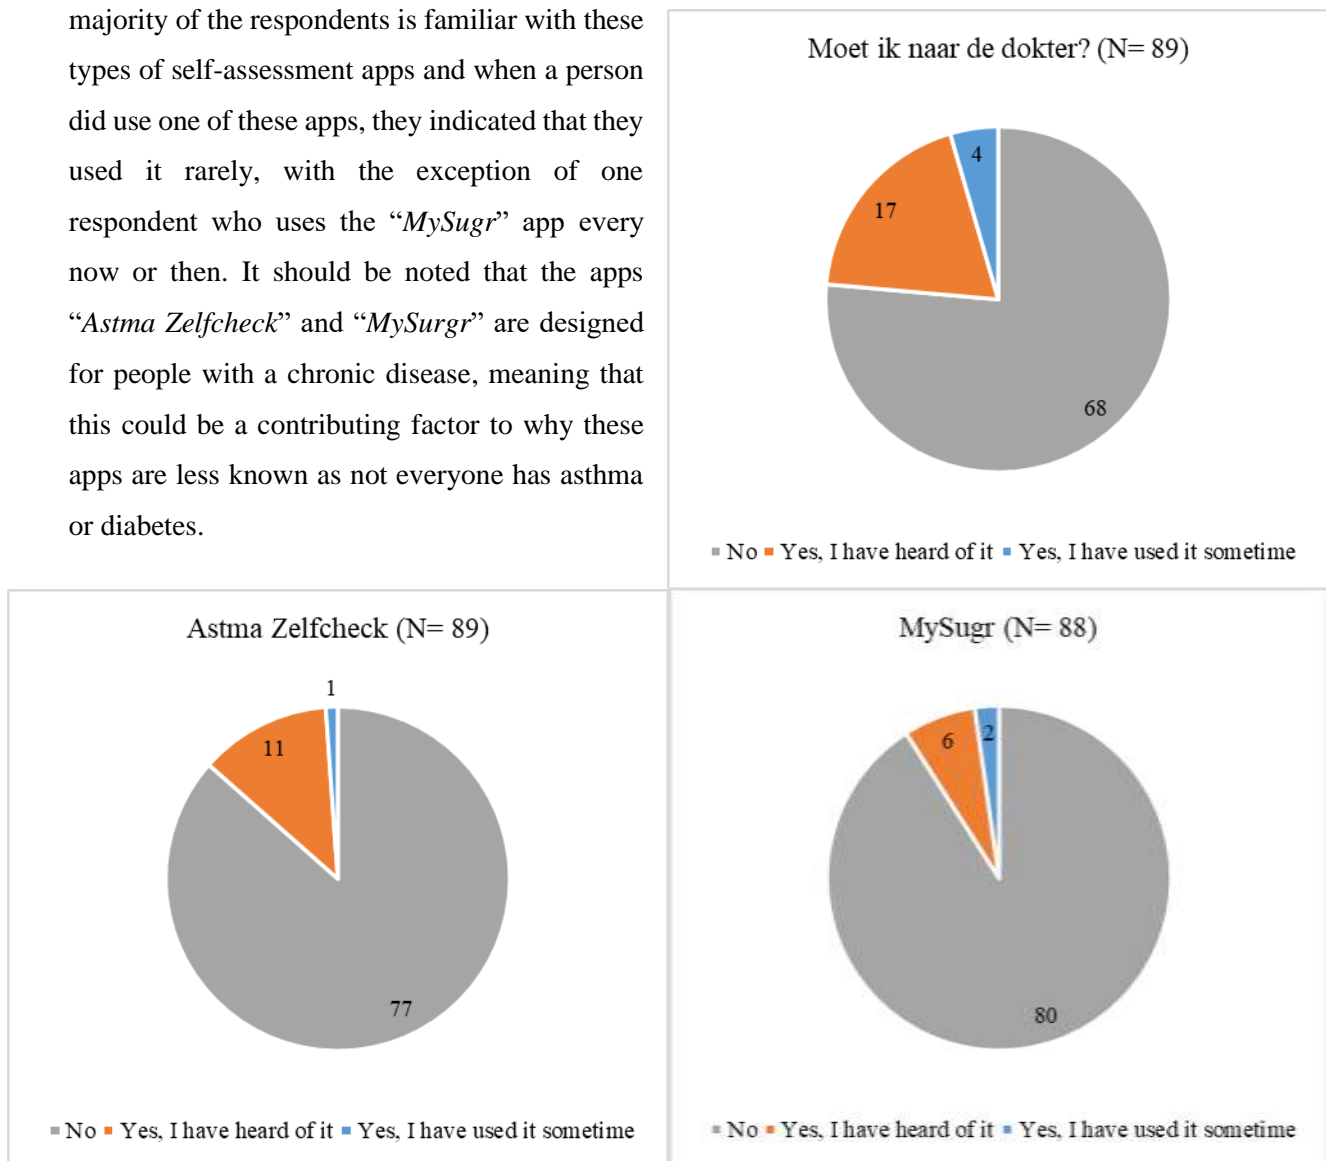 majority of the respondents is familiar with these
types of self-assessment apps and when a person
did use one of these apps, they indicated that they
used it rarely, with the exception of one
respondent who uses the “MySugr” app every
now or then. It should be noted that the apps
“Astma Zelfcheck” and “MySurgr” are designed
for people with a chronic disease, meaning that
this could be a contributing factor to why these
apps are less known as not everyone has asthma
or diabetes.
Moet ik naar de dokter? (N= 89)
4
17
68
No Yes, I have heard of it Yes, I have used it sometime
Astma Zelfcheck (N= 89)
1
11
77
No Yes, I have heard of it Yes, I have used it sometime
MySugr (N= 88)
6
2
80
No Yes, I have heard of it Yes, I have used it sometime